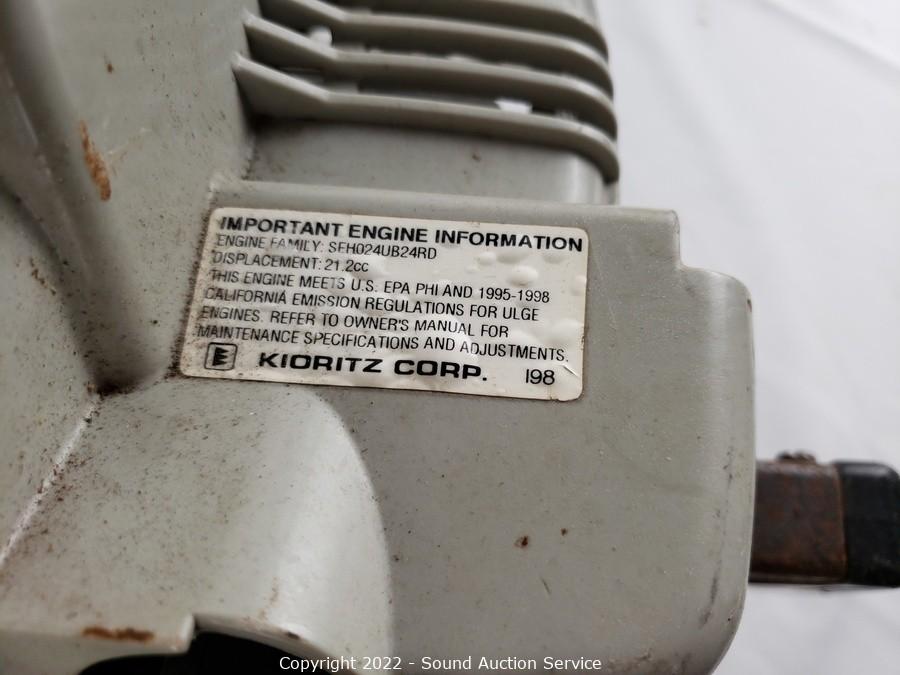 IMPORTANT ENGINE INFORMATION
ENGINE FAMILY: SEH024UB24RD
DISPLACEMENT: 21.2cc
THIS ENGINE MEETS U.S. EPA PHI AND 1995-1998
CALIFORNIA EMISSION REGULATIONS FOR ULGE
ENGINES. REFER TO OWNER'S MANUAL FOR
MAINTENANCE SPECIFICATIONS AND ADJUSTMENTS.
KIORITZ CORP. I98
Copyright 2022 - Sound Auction Service